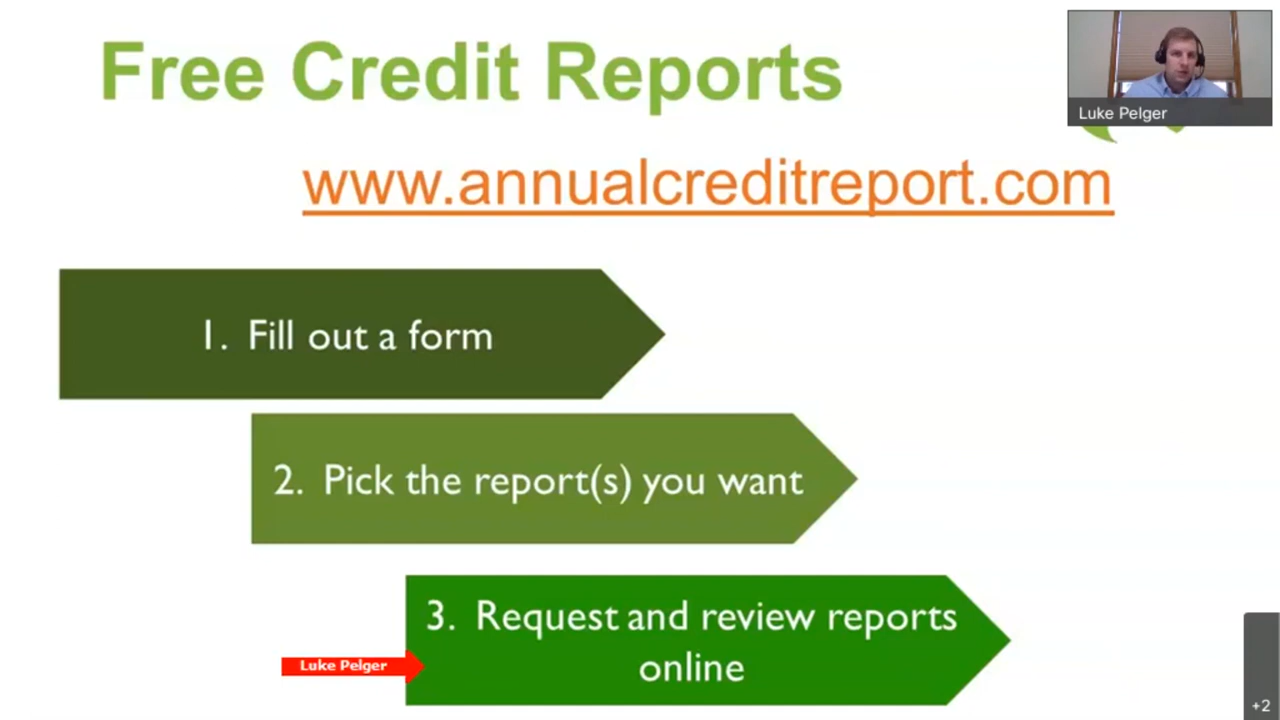 Free Credit Reports
Luke Pelger
www.annualcreditreport.com
1. Fill out a form
2. Pick the report(s) you want
3. Request and review reports
online
Luke Pelger
+2